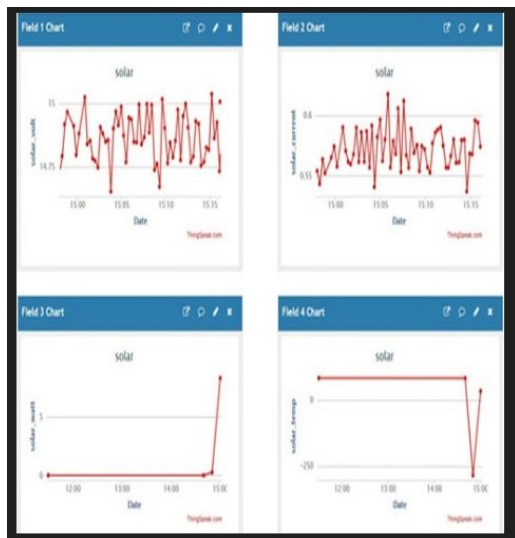 Field 1 Chart
solar
solar_volt
15
14.75
15:00
15:05
15:10
15:15
Date
ThingSpeak.com
Field 2 Chart
solar
solar_current
0.6
0.55
15:00
15:05
15:10
15:15
Date
ThingSpeak.com
Field 3 Chart
solar
solar_watt
5
0
12:00
13:00
14:00
15:00
Date
ThingSpeak.com
Field 4 Chart
solar
solar_temp
0
-250
12:00
13:00
14:00
15:00
Date
ThingSpeak.com